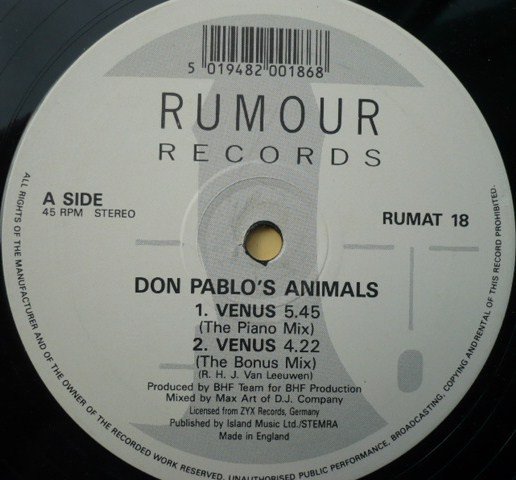 5 019482 001868
RUMOUR
RECORDS
A SIDE
45 RPM STEREO
RUMAT 18
DON PABLO'S ANIMALS
1. VENUS 5.45
(The Piano Mix)
2. VENUS 4.22
(The Bonus Mix)
(R. H. J. Van Leeuwen)
Produced by BHF Team for BHF Production
Mixed by Max Art of D.J. Company
Licensed from ZYX Records, Germany
Published by Island Music Ltd./STEMRA
Made in England
ALL RIGHTS OF THE MANUFACTURER AND OF THE OWNER OF THE RECORDED WORK RESERVED. UNAUTHORISED PUBLIC PERFORMANCE, BROADCASTING, COPYING AND RENTAL OF THIS RECORD PROHIBITED.